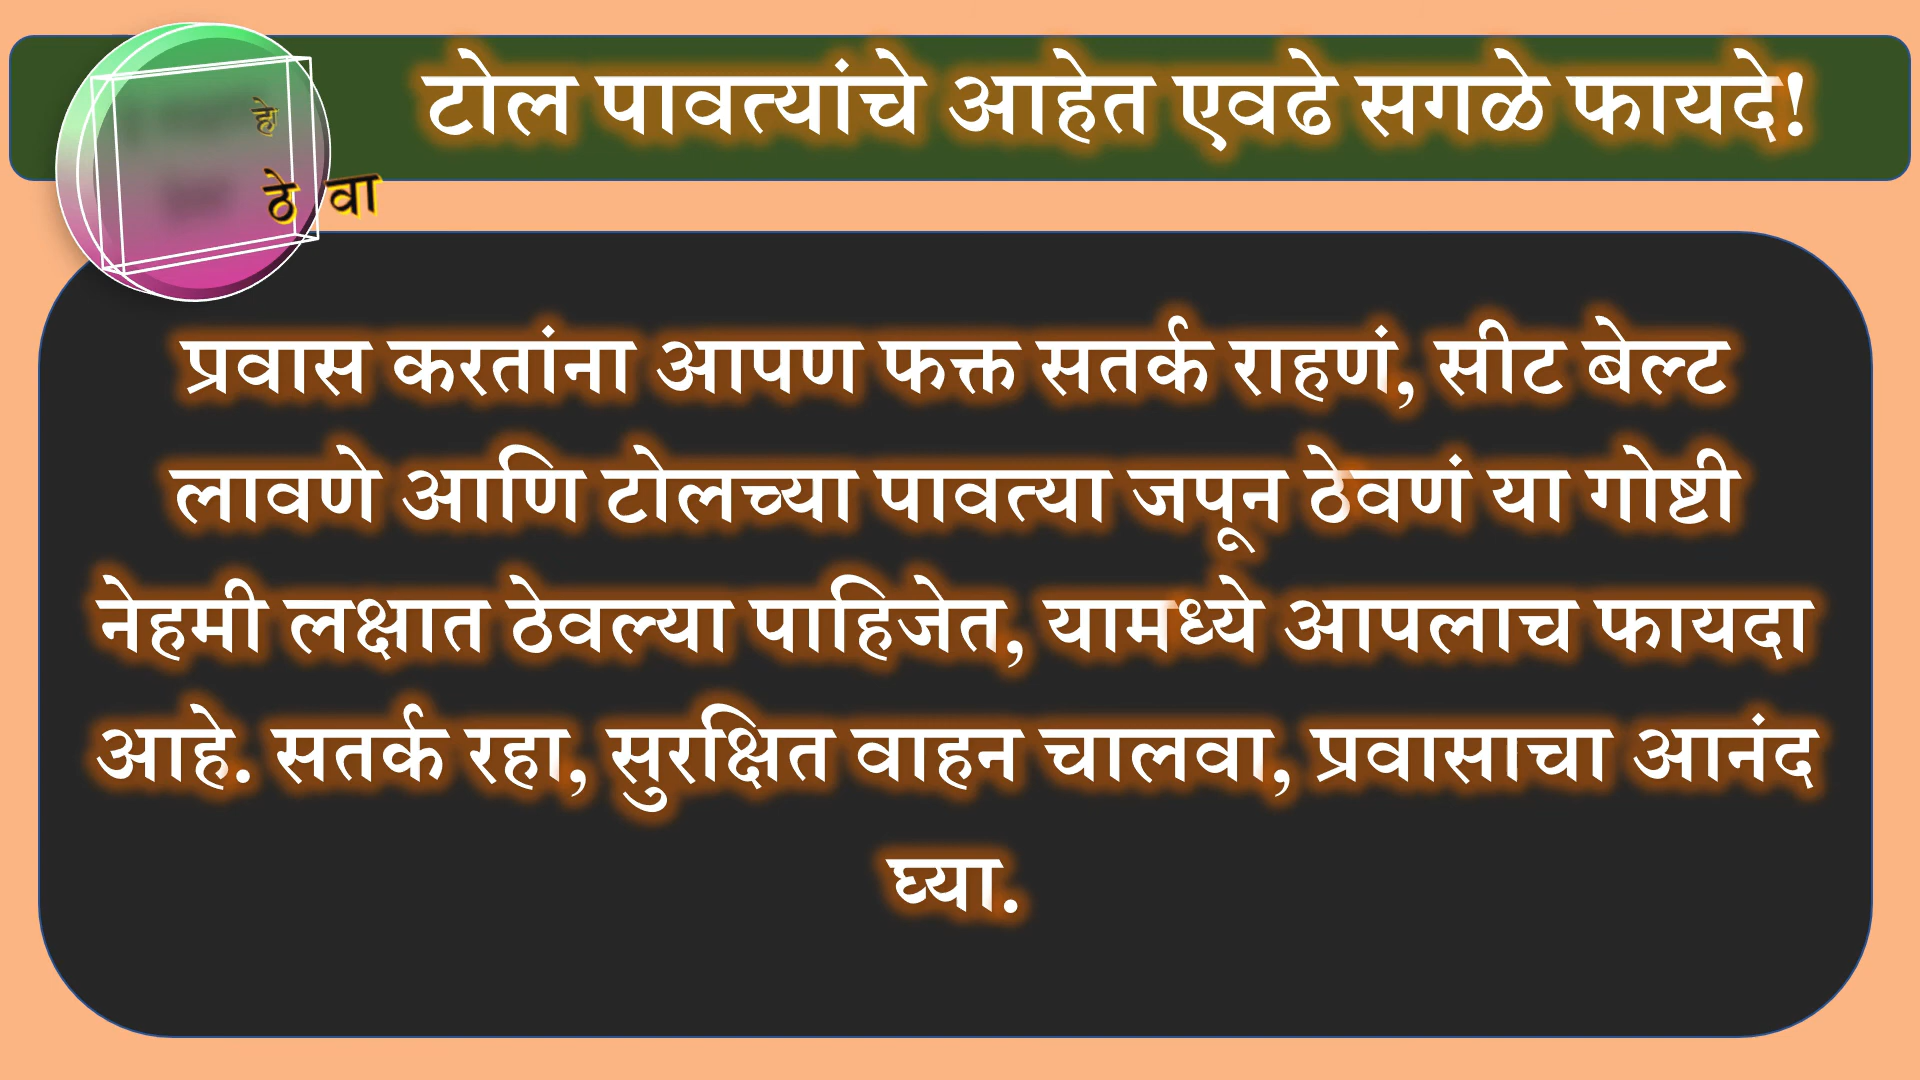 टोल पावत्यांचे आहेत एवढे सगळे फायदे!
हो
ठे वा
प्रवास करतांना आपण फक्त सतर्क राहणं, सीट बेल्ट
लावणे आणि टोलच्या पावत्या जपून ठेवणं या गोष्टी
नेहमी लक्षात ठेवल्या पाहिजेत, यामध्ये आपलाच फायदा
आहे. सतर्क रहा, सुरक्षित वाहन चालवा, प्रवासाचा आनंद
घ्या.